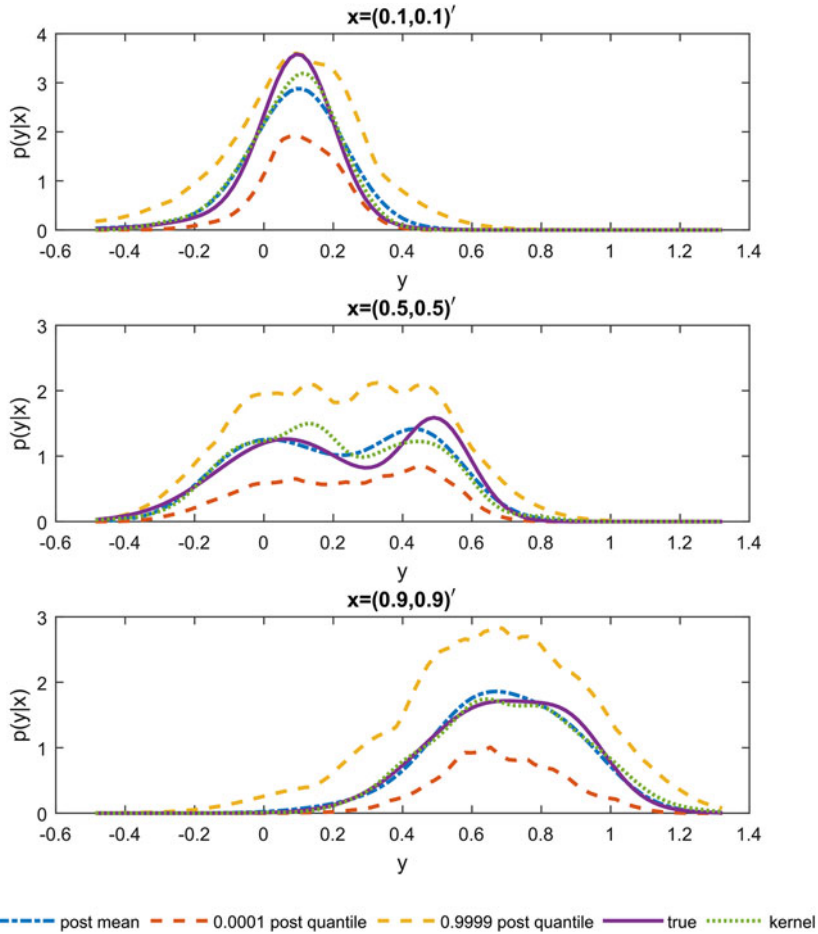 x=(0.1,0.1)′
4
3
2
1
0
p(y|x)
-0.6 -0.4 -0.2 0 0.2 0.4 0.6 0.8 1 1.2 1.4
y
x=(0.5,0.5)′
3
2
1
0
p(y|x)
-0.6 -0.4 -0.2 0 0.2 0.4 0.6 0.8 1 1.2 1.4
y
x=(0.9,0.9)′
3
2
1
0
p(y|x)
-0.6 -0.4 -0.2 0 0.2 0.4 0.6 0.8 1 1.2 1.4
y
post mean 0.0001 post quantile 0.9999 post quantile true kernel